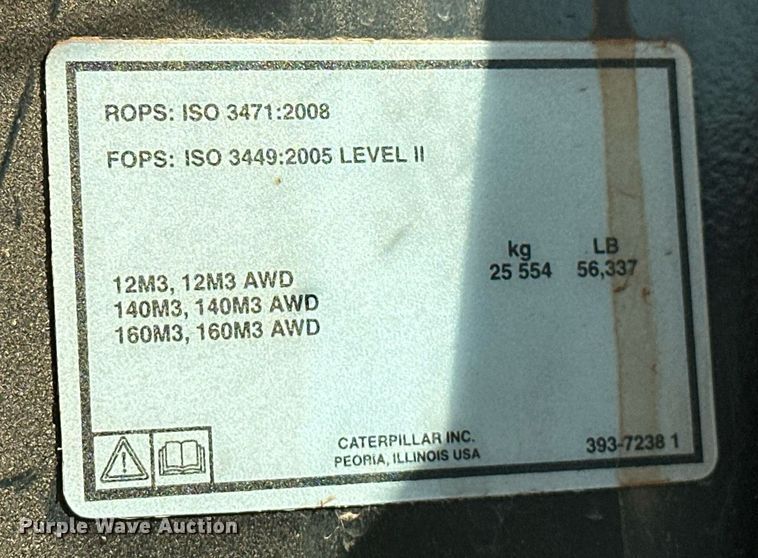 ROPS: ISO 3471:2008
FOPS: ISO 3449:2005 LEVEL II
kg LB
12M3, 12M3 AWD 25 554 56,337
140M3, 140M3 AWD
160M3, 160M3 AWD
CATERPILLAR INC.
PEORIA, ILLINOIS USA
393-7238 1
Purple Wave Auction